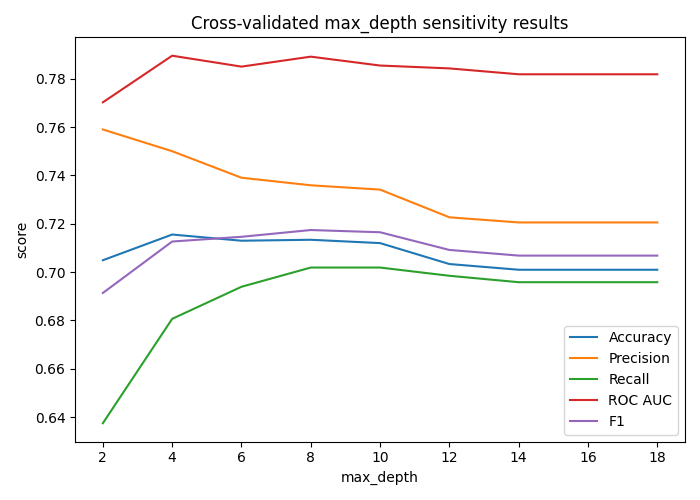 Cross-validated max_depth sensitivity results
score
0.78
0.76
0.74
0.72
0.70
0.68
0.66
0.64
Accuracy
Precision
Recall
ROC AUC
F1
2 4 6 8 10 12 14 16 18
max_depth